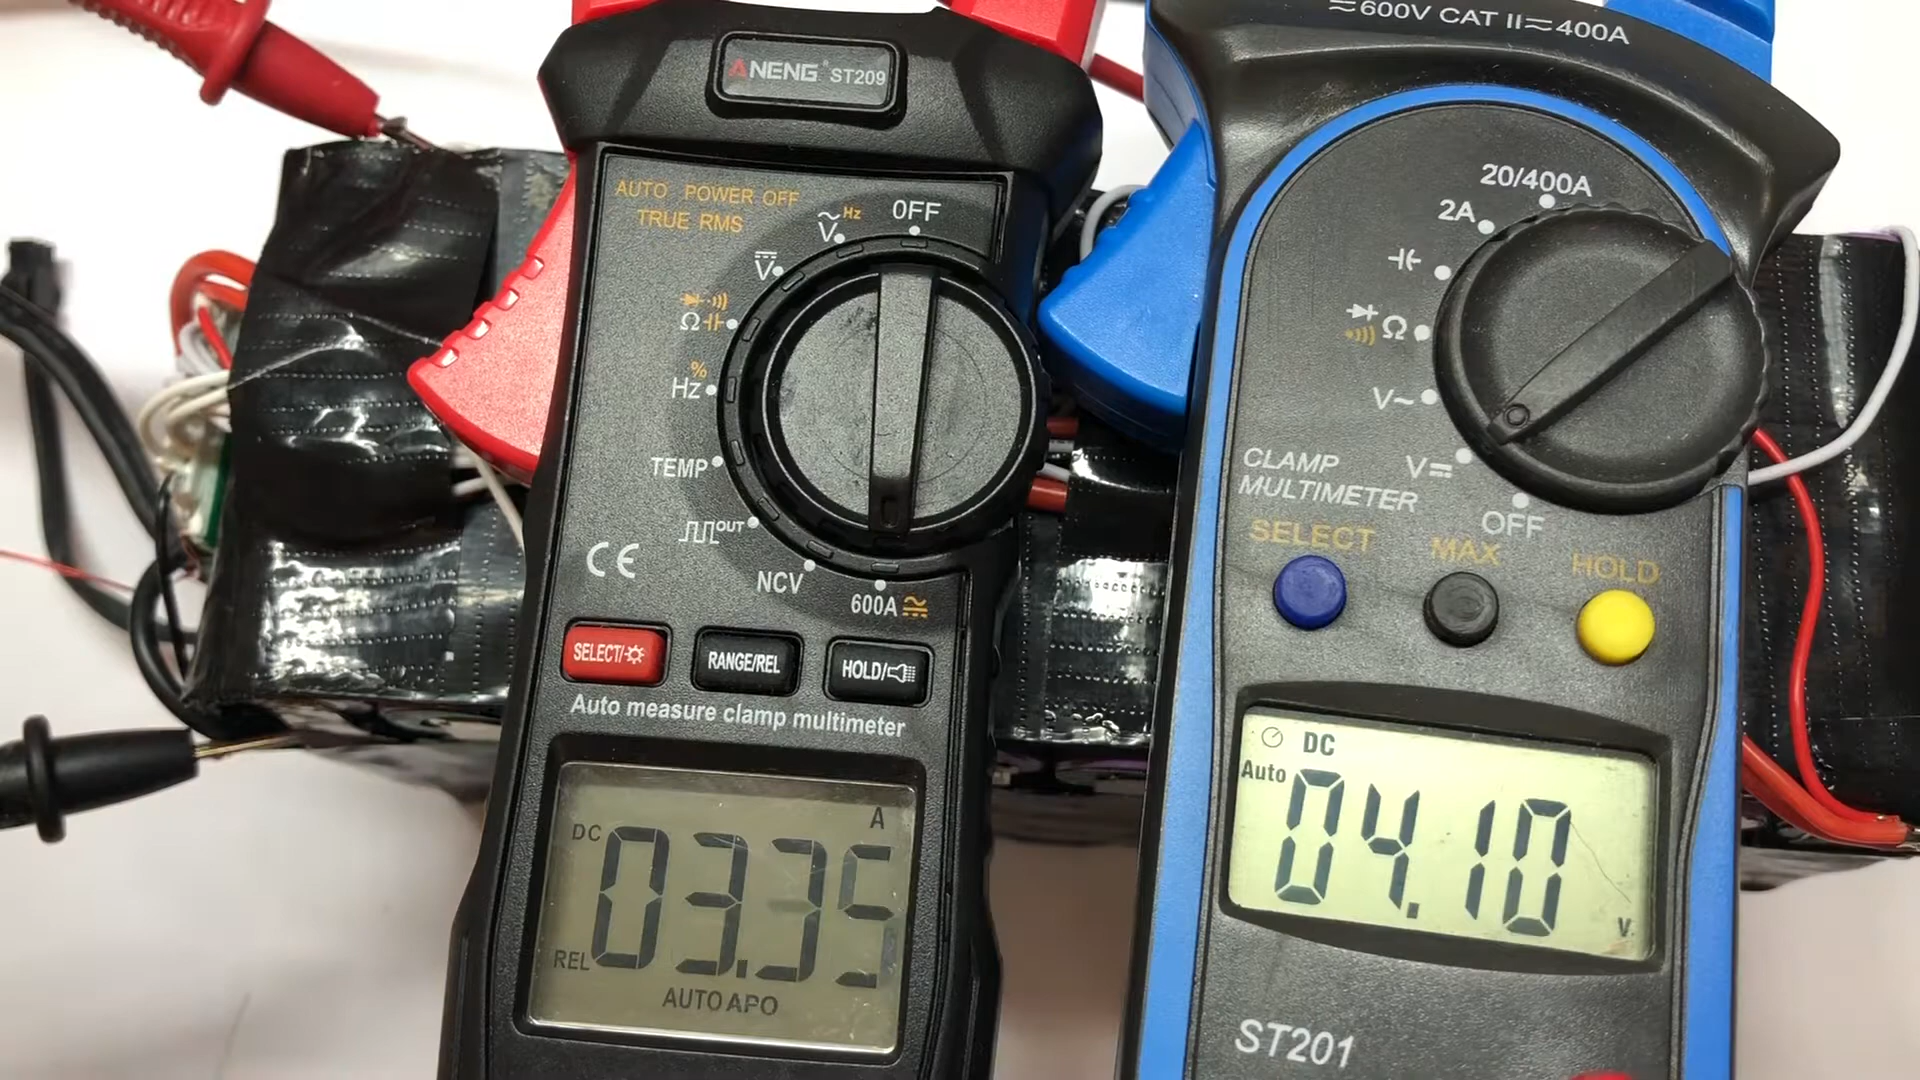 ANENG® ST209
AUTO POWER OFF
TRUE RMS
V Hz
OFF
V
Ω
%
Hz
TEMP
OUT
NCV
600A
CE
SELECT/
RANGE/REL
HOLD/
Auto measure clamp multimeter
DC
A
REL
AUTO APO
≂600V CAT II≂400A
20/400A
2A
Ω
V~
V
OFF
CLAMP
MULTIMETER
SELECT
MAX
HOLD
DC
Auto
04.10
V
ST201